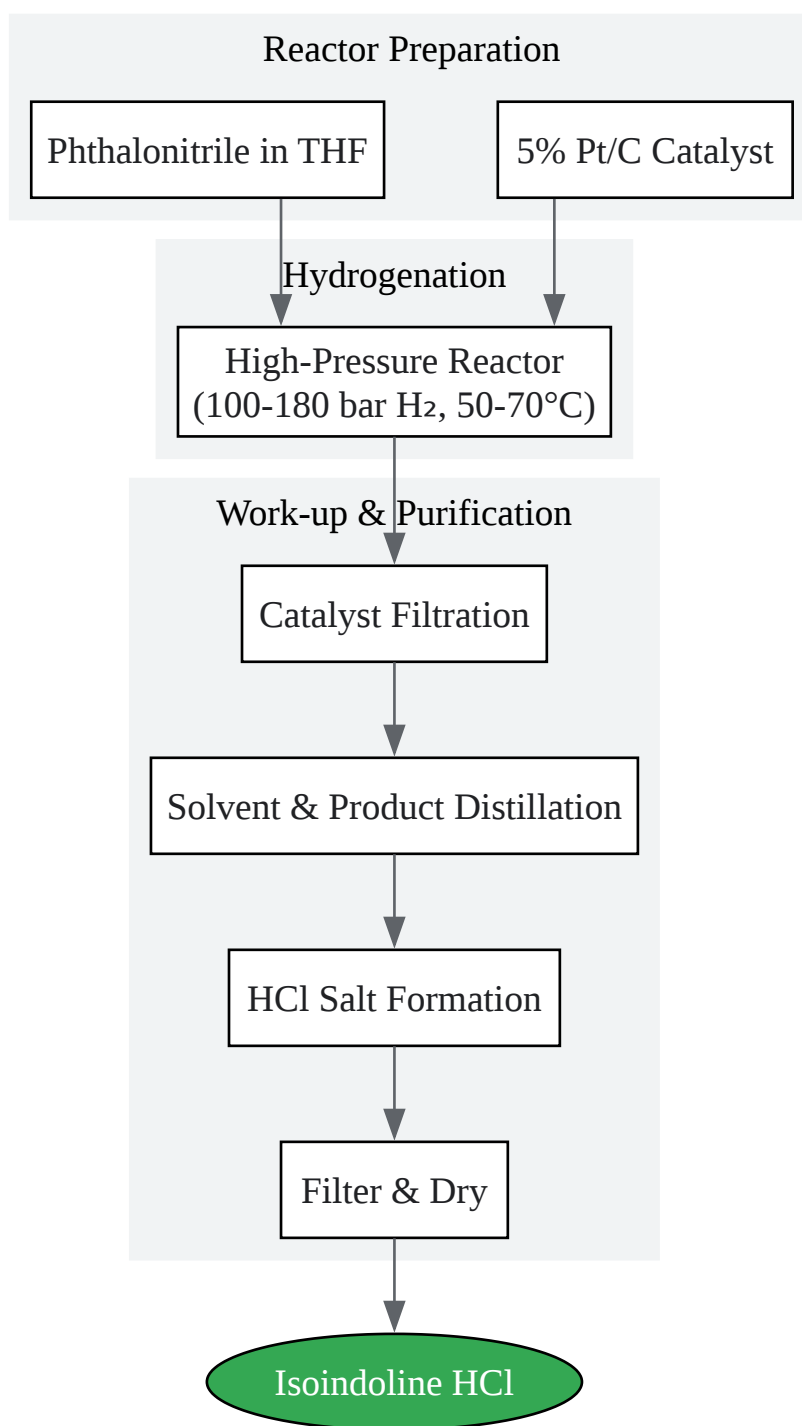 Reactor Preparation
Phthalonitrile in THF
5% Pt/C Catalyst
Hydrogenation
High-Pressure Reactor
(100-180 bar H₂, 50-70°C)
Work-up & Purification
Catalyst Filtration
Solvent & Product Distillation
HCl Salt Formation
Filter & Dry
Isoindoline HCl